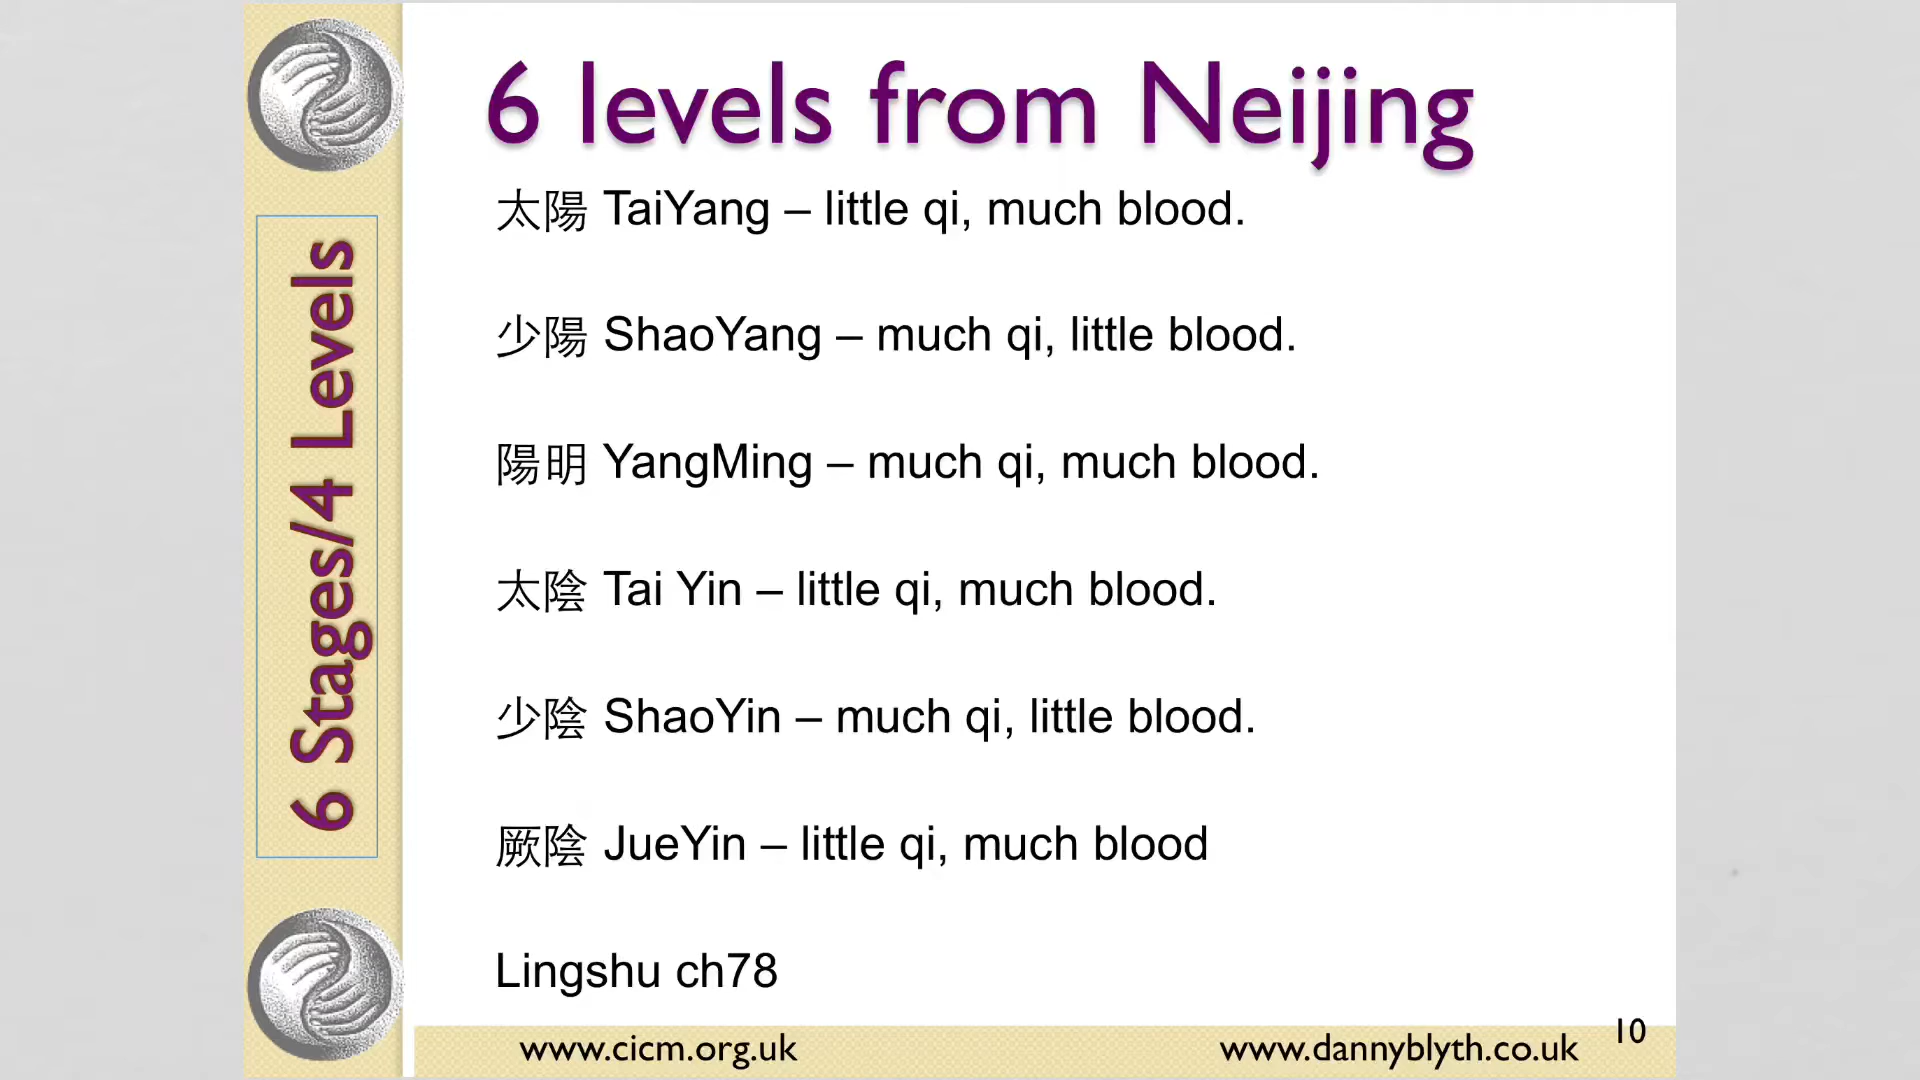 6 levels from Neijing
6 Stages/4 Levels
太陽 TaiYang – little qi, much blood.
少陽 ShaoYang – much qi, little blood.
陽明 YangMing – much qi, much blood.
太陰 Tai Yin – little qi, much blood.
少陰 ShaoYin – much qi, little blood.
厥陰 JueYin – little qi, much blood
Lingshu ch78
www.cicm.org.uk
www.dannyblyth.co.uk
10